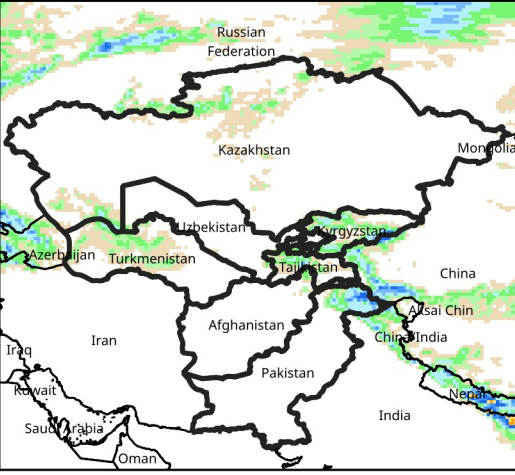 Russian
Federation
Kazakhstan
Mongolia
Uzbekistan
Kyrgyzstan
Azerbaijan
Turkmenistan
Tajikistan
China
Aksai Chin
Afghanistan
China/India
Iran
Iraq
Pakistan
Kuwait
Nepal
India
Saudi Arabia
Oman